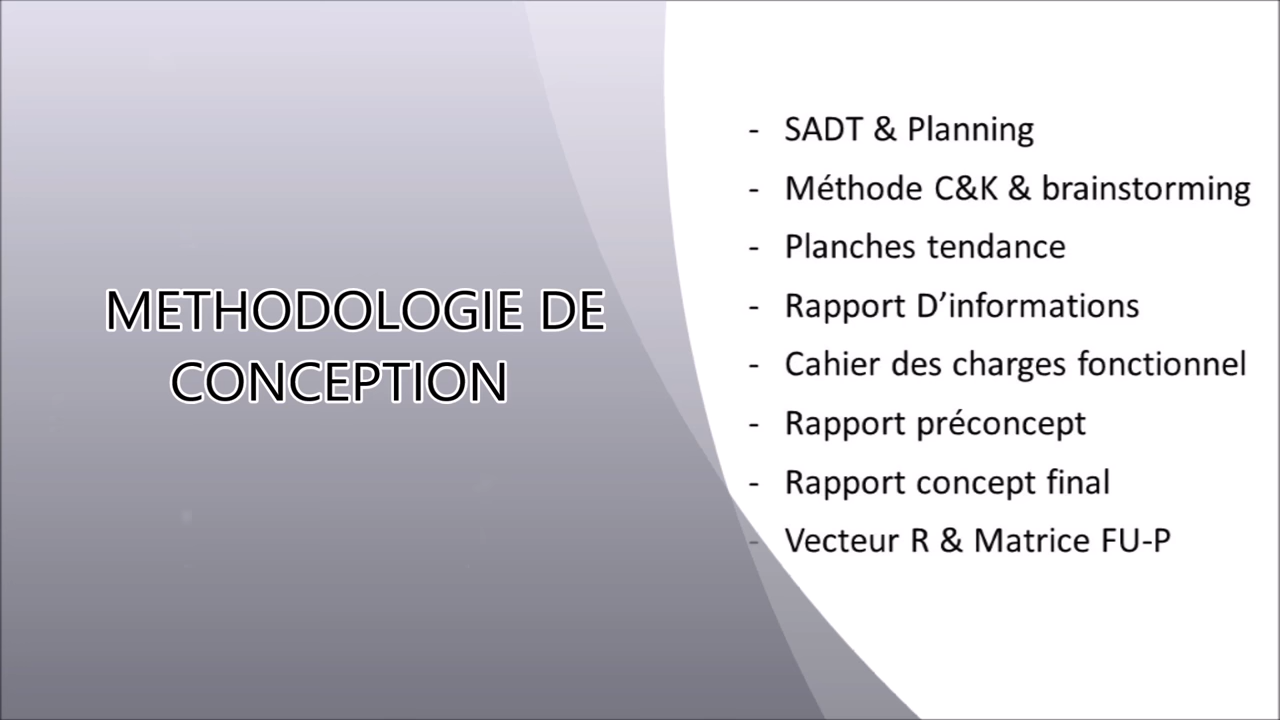 METHODOLOGIE DE
CONCEPTION
- SADT & Planning
- Méthode C&K & brainstorming
- Planches tendance
- Rapport D’informations
- Cahier des charges fonctionnel
- Rapport préconcept
- Rapport concept final
- Vecteur R & Matrice FU-P